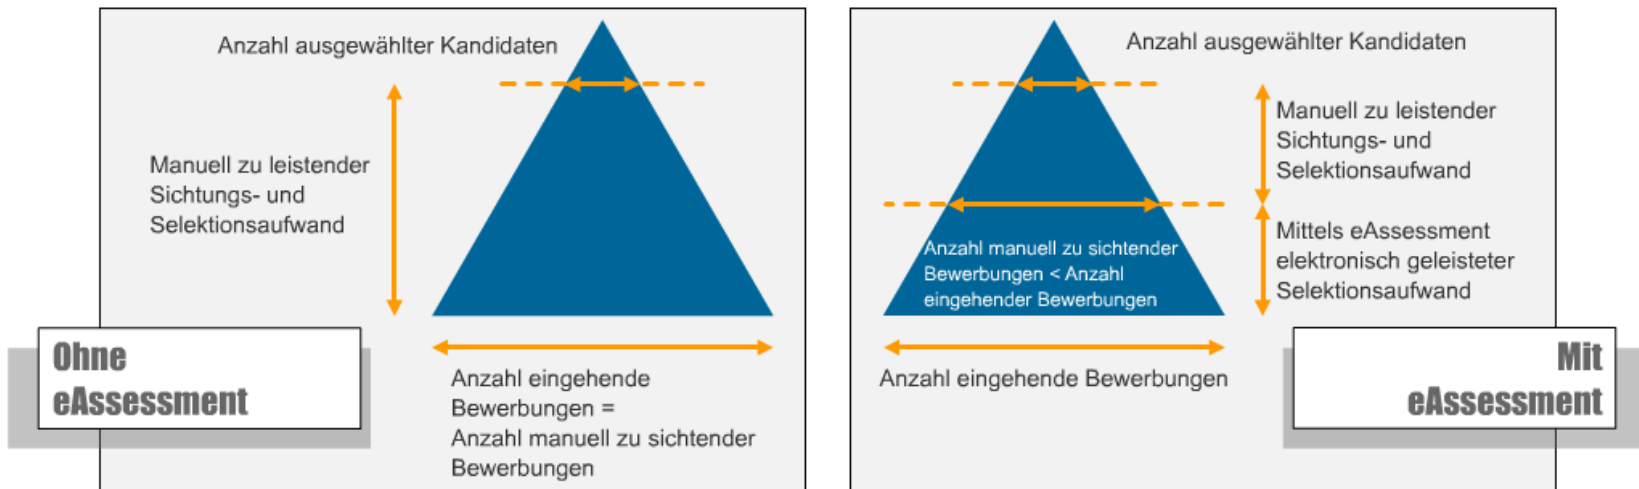 Anzahl ausgewählter Kandidaten
Manuell zu leistender
Sichtungs- und
Selektionsaufwand
Ohne
eAssessment
Anzahl eingehende
Bewerbungen =
Anzahl manuell zu sichtender
Bewerbungen
Anzahl ausgewählter Kandidaten
Manuell zu leistender
Sichtungs- und
Selektionsaufwand
Anzahl manuell zu sichtender
Bewerbungen < Anzahl
eingehender Bewerbungen
Mittels eAssessment
elektronisch geleisteter
Selektionsaufwand
Anzahl eingehende Bewerbungen
Mit
eAssessment